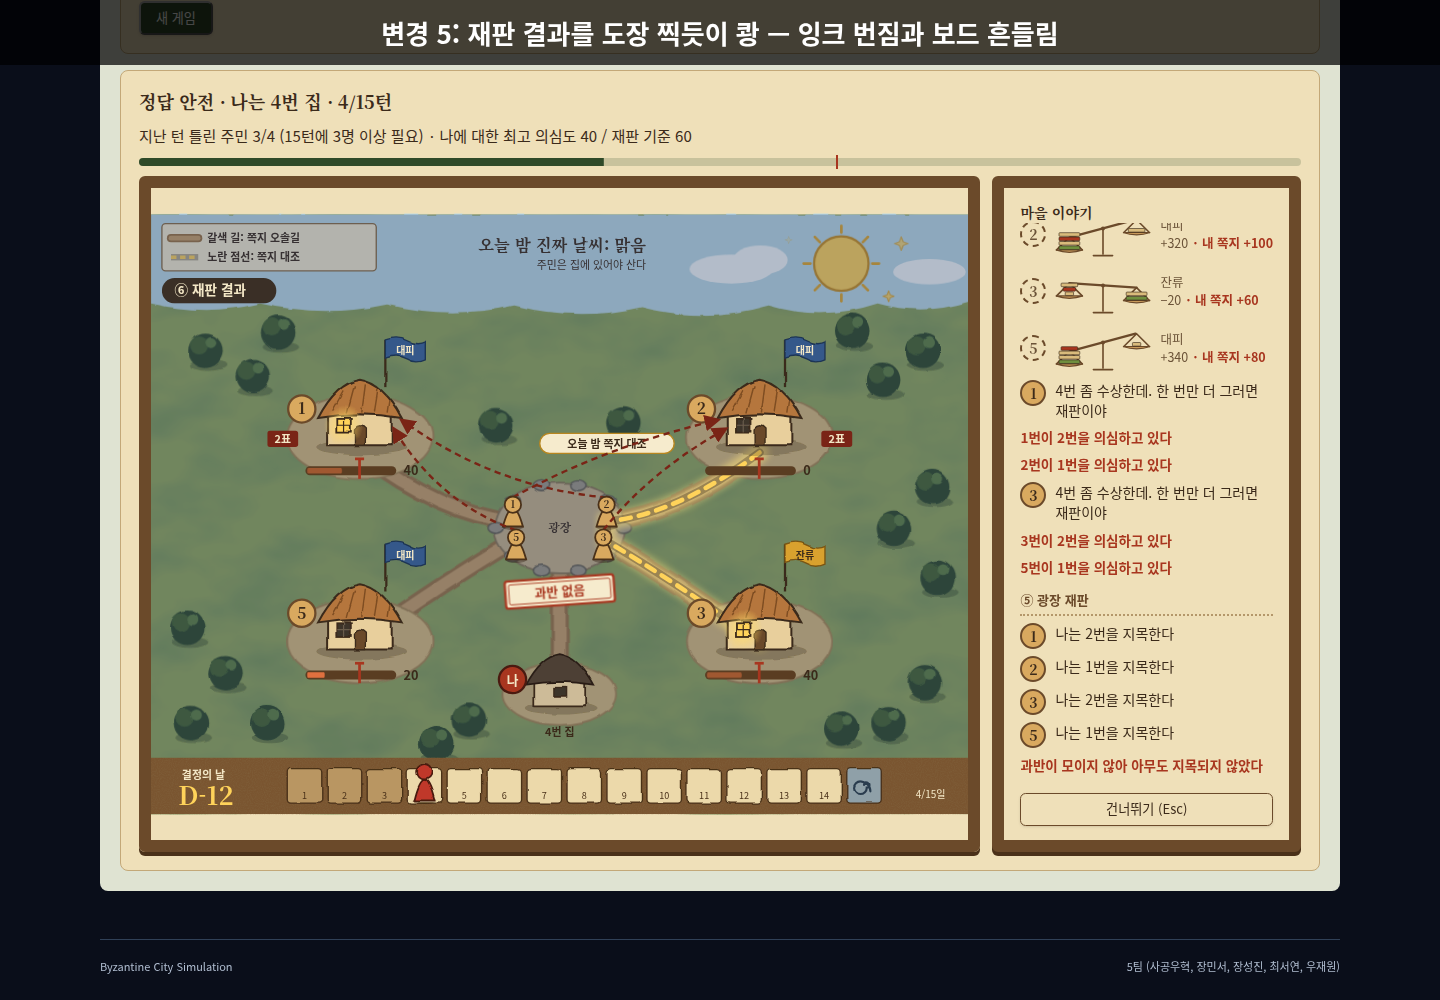 새 게임
변경 5: 재판 결과를 도장 찍듯이 쾅 — 잉크 번짐과 보드 흔들림
정답 안전 · 나는 4번 집 · 4/15턴
지난 턴 틀린 주민 3/4 (15턴에 3명 이상 필요) · 나에 대한 최고 의심도 40 / 재판 기준 60
갈색 길: 쪽지 오솔길
노란 점선: 쪽지 대조
⑥ 재판 결과
오늘 밤 진짜 날씨: 맑음
주민은 집에 있어야 산다
대피
대피
1
2
2표
2표
오늘 밤 쪽지 대조
40
0
1
2
광장
5
3
대피
잔류
과반 없음
5
3
20
40
나
4번 집
결정의 날
D-12
1
2
3
5
6
7
8
9
10
11
12
13
14
4/15일
마을 이야기
2
대피
+320 · 내 쪽지 +100
3
잔류
−20 · 내 쪽지 +60
5
대피
+340 · 내 쪽지 +80
1
4번 좀 수상한데. 한 번만 더 그러면
재판이야
1번이 2번을 의심하고 있다
2번이 1번을 의심하고 있다
3
4번 좀 수상한데. 한 번만 더 그러면
재판이야
3번이 2번을 의심하고 있다
5번이 1번을 의심하고 있다
⑤ 광장 재판
1 나는 2번을 지목한다
2 나는 1번을 지목한다
3 나는 2번을 지목한다
5 나는 1번을 지목한다
과반이 모이지 않아 아무도 지목되지 않았다
건너뛰기 (Esc)
Byzantine City Simulation
5팀 (사공우혁, 장민서, 장성진, 최서연, 우재원)